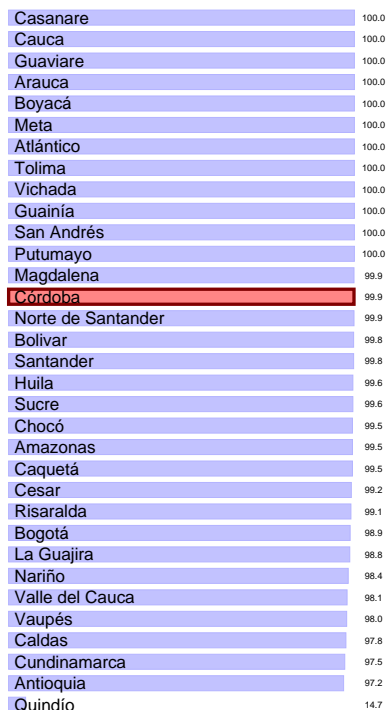 Casanare 100.0
Cauca 100.0
Guaviare 100.0
Arauca 100.0
Boyacá 100.0
Meta 100.0
Atlántico 100.0
Tolima 100.0
Vichada 100.0
Guainía 100.0
San Andrés 100.0
Putumayo 100.0
Magdalena 99.9
Córdoba 99.9
Norte de Santander 99.9
Bolivar 99.8
Santander 99.8
Huila 99.6
Sucre 99.6
Chocó 99.5
Amazonas 99.5
Caquetá 99.5
Cesar 99.2
Risaralda 99.1
Bogotá 98.9
La Guajira 98.8
Nariño 98.4
Valle del Cauca 98.1
Vaupés 98.0
Caldas 97.8
Cundinamarca 97.5
Antioquia 97.2
Quindío 14.7